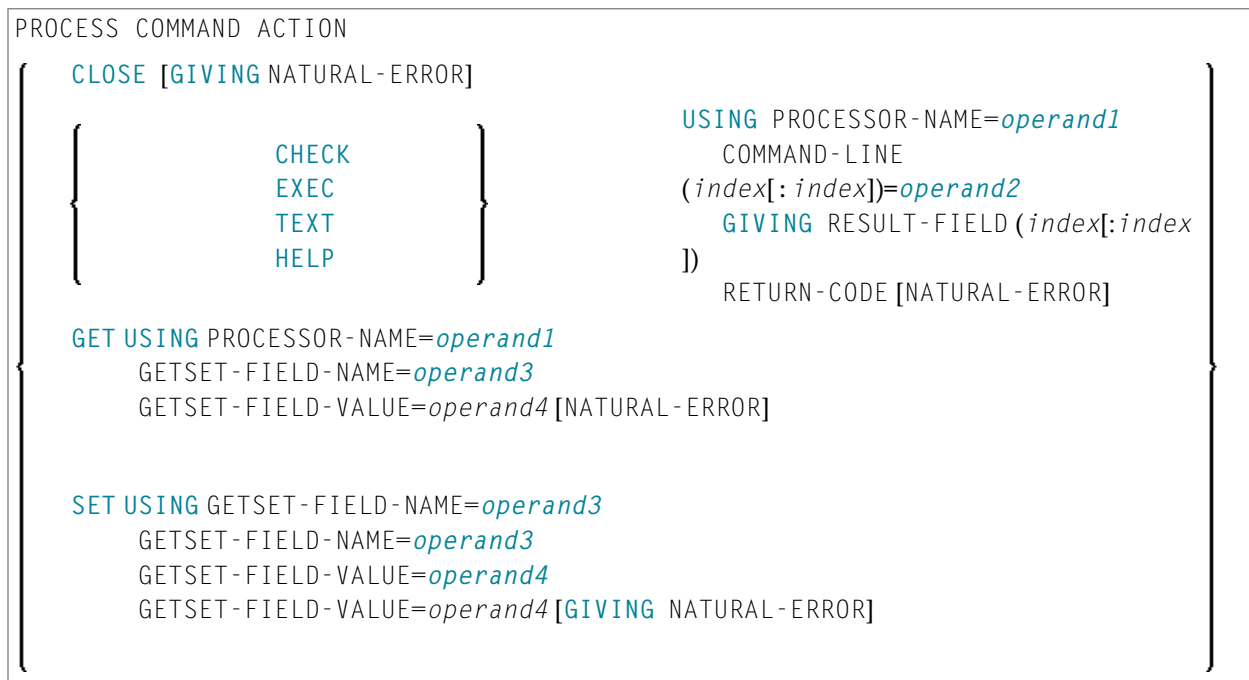 PROCESS COMMAND ACTION
CLOSE [GIVING NATURAL-ERROR]
CHECK
EXEC
TEXT
HELP
USING PROCESSOR-NAME=operand1
COMMAND-LINE
(index[:index])=operand2
GIVING RESULT-FIELD (index[:index
])
RETURN-CODE [NATURAL-ERROR]
GET USING PROCESSOR-NAME=operand1
GETSET-FIELD-NAME=operand3
GETSET-FIELD-VALUE=operand4 [NATURAL-ERROR]
SET USING GETSET-FIELD-NAME=operand3
GETSET-FIELD-NAME=operand3
GETSET-FIELD-VALUE=operand4
GETSET-FIELD-VALUE=operand4 [GIVING NATURAL-ERROR]